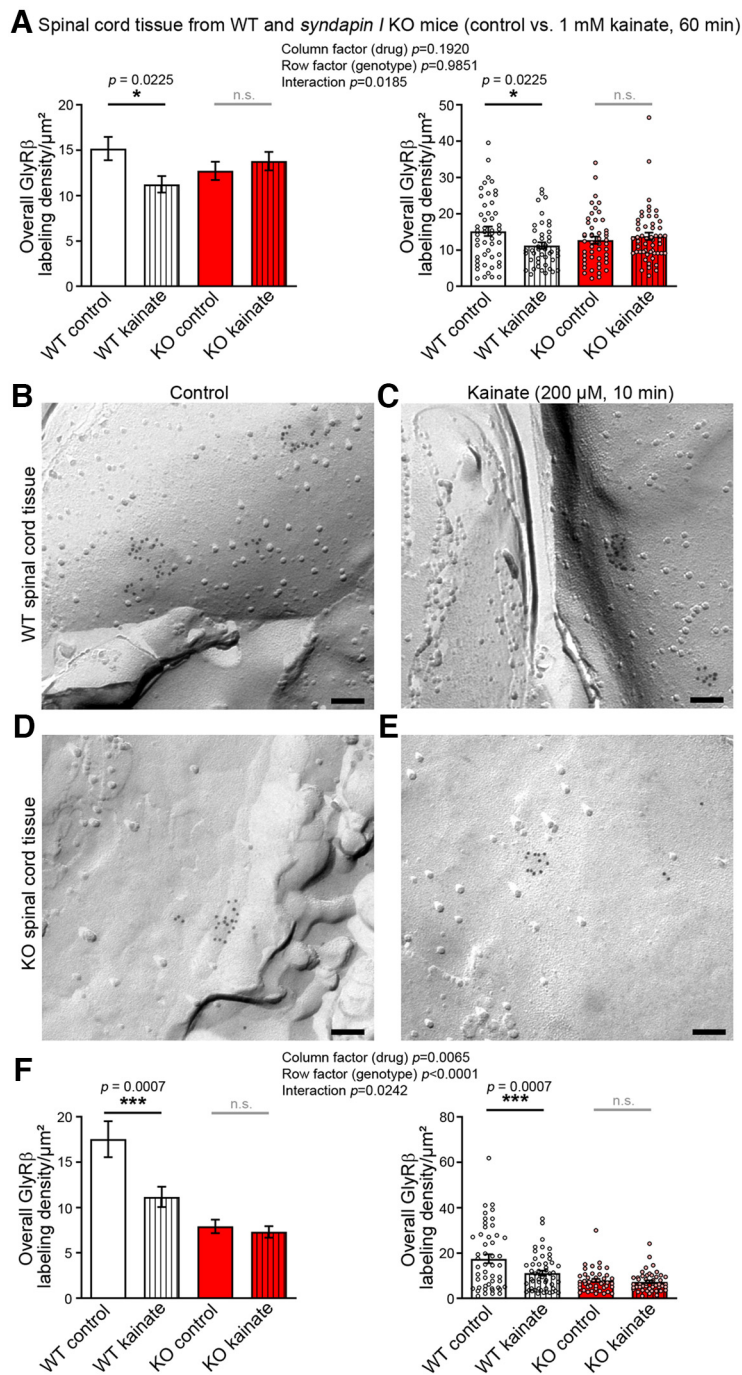 A Spinal cord tissue from WT and syndapin I KO mice (control vs. 1 mM kainate, 60 min)
Column factor (drug) p=0.1920
Row factor (genotype) p=0.9851
Interaction p=0.0185
p = 0.0225
*
n.s.
Overall GlyRβ
labeling density/µm²
20
15
10
5
0
WT control
WT kainate
KO control
KO kainate
p = 0.0225
*
n.s.
Overall GlyRβ
labeling density/µm²
50
40
30
20
10
0
WT control
WT kainate
KO control
KO kainate
B Control
C Kainate (200 µM, 10 min)
WT spinal cord tissue
D
E
KO spinal cord tissue
F
Column factor (drug) p=0.0065
Row factor (genotype) p<0.0001
Interaction p=0.0242
p = 0.0007
***
n.s.
Overall GlyRβ
labeling density/µm²
20
15
10
5
0
WT control
WT kainate
KO control
KO kainate
p = 0.0007
***
n.s.
Overall GlyRβ
labeling density/µm²
80
60
40
20
0
WT control
WT kainate
KO control
KO kainate